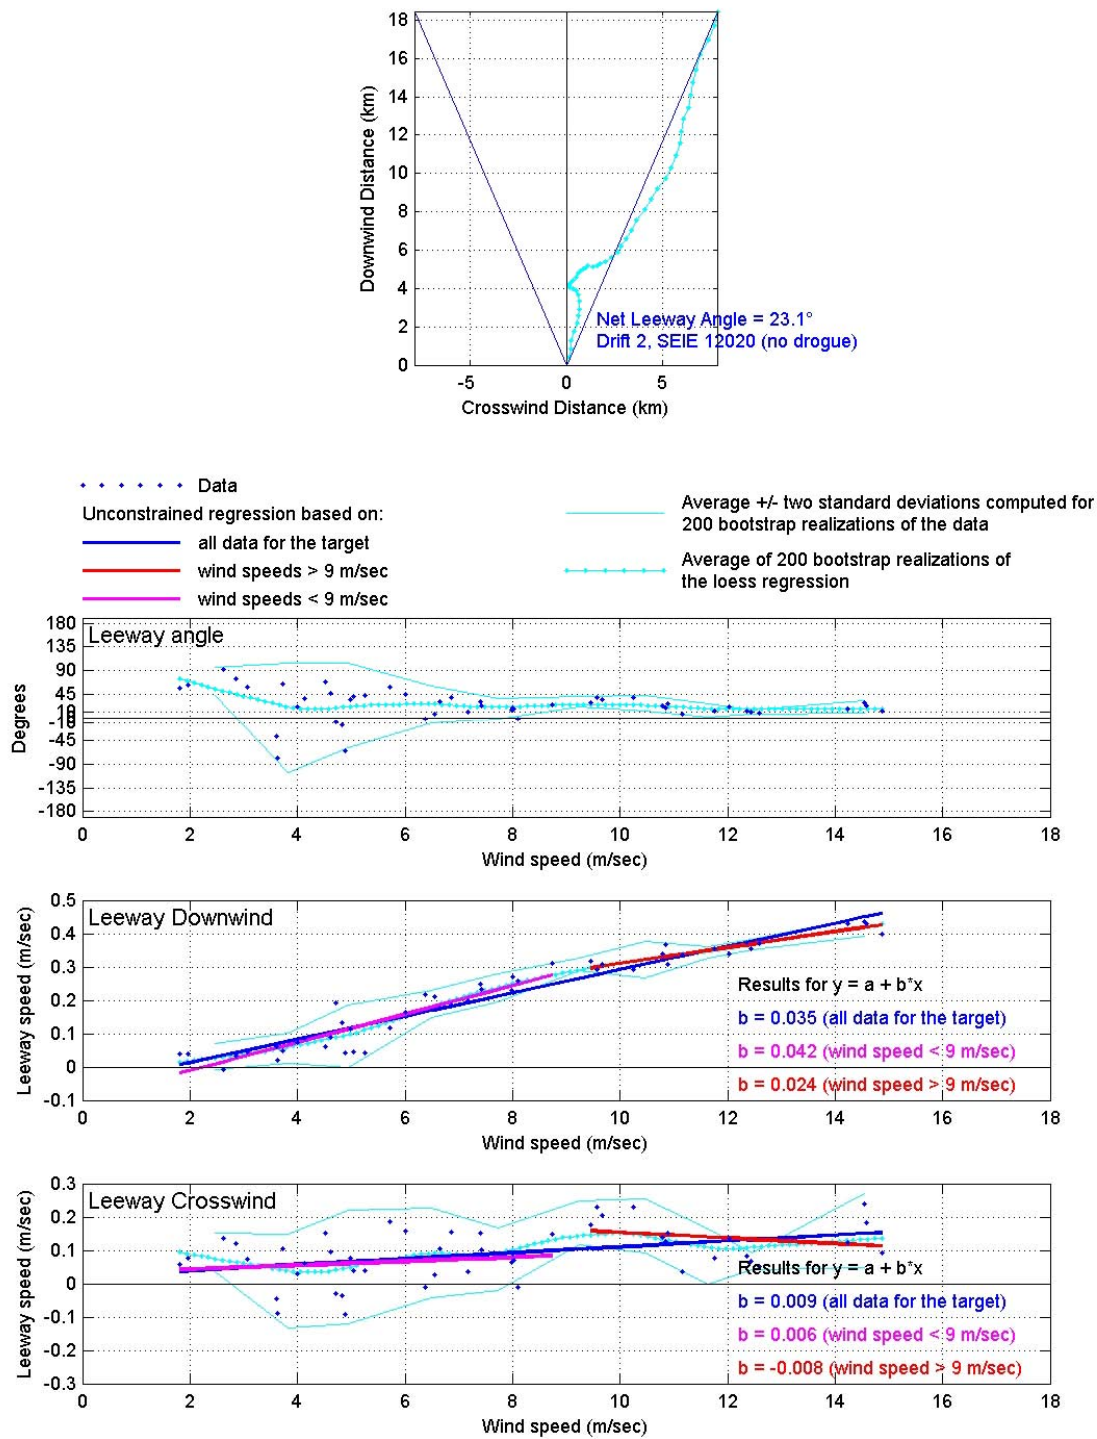 18
16
14
12
10
8
6
4
2
0
Downwind Distance (km)
Net Leeway Angle = 23.1°
Drift 2, SEIE 12020 (no drogue)
-5 0 5
Crosswind Distance (km)
Data
Unconstrained regression based on:
all data for the target
wind speeds > 9 m/sec
wind speeds < 9 m/sec
Average +/- two standard deviations computed for
200 bootstrap realizations of the data
Average of 200 bootstrap realizations of
the loess regression
Leeway angle
180
135
90
45
10
0
-10
-45
-90
-135
-180
Degrees
0 2 4 6 8 10 12 14 16 18
Wind speed (m/sec)
Leeway Downwind
0.5
0.4
0.3
0.2
0.1
0
-0.1
Leeway speed (m/sec)
Results for y = a + b*x
b = 0.035 (all data for the target)
b = 0.042 (wind speed < 9 m/sec)
b = 0.024 (wind speed > 9 m/sec)
0 2 4 6 8 10 12 14 16 18
Wind speed (m/sec)
Leeway Crosswind
0.3
0.2
0.1
0
-0.1
-0.2
-0.3
Leeway speed (m/sec)
Results for y = a + b*x
b = 0.009 (all data for the target)
b = 0.006 (wind speed < 9 m/sec)
b = -0.008 (wind speed > 9 m/sec)
0 2 4 6 8 10 12 14 16 18
Wind speed (m/sec)